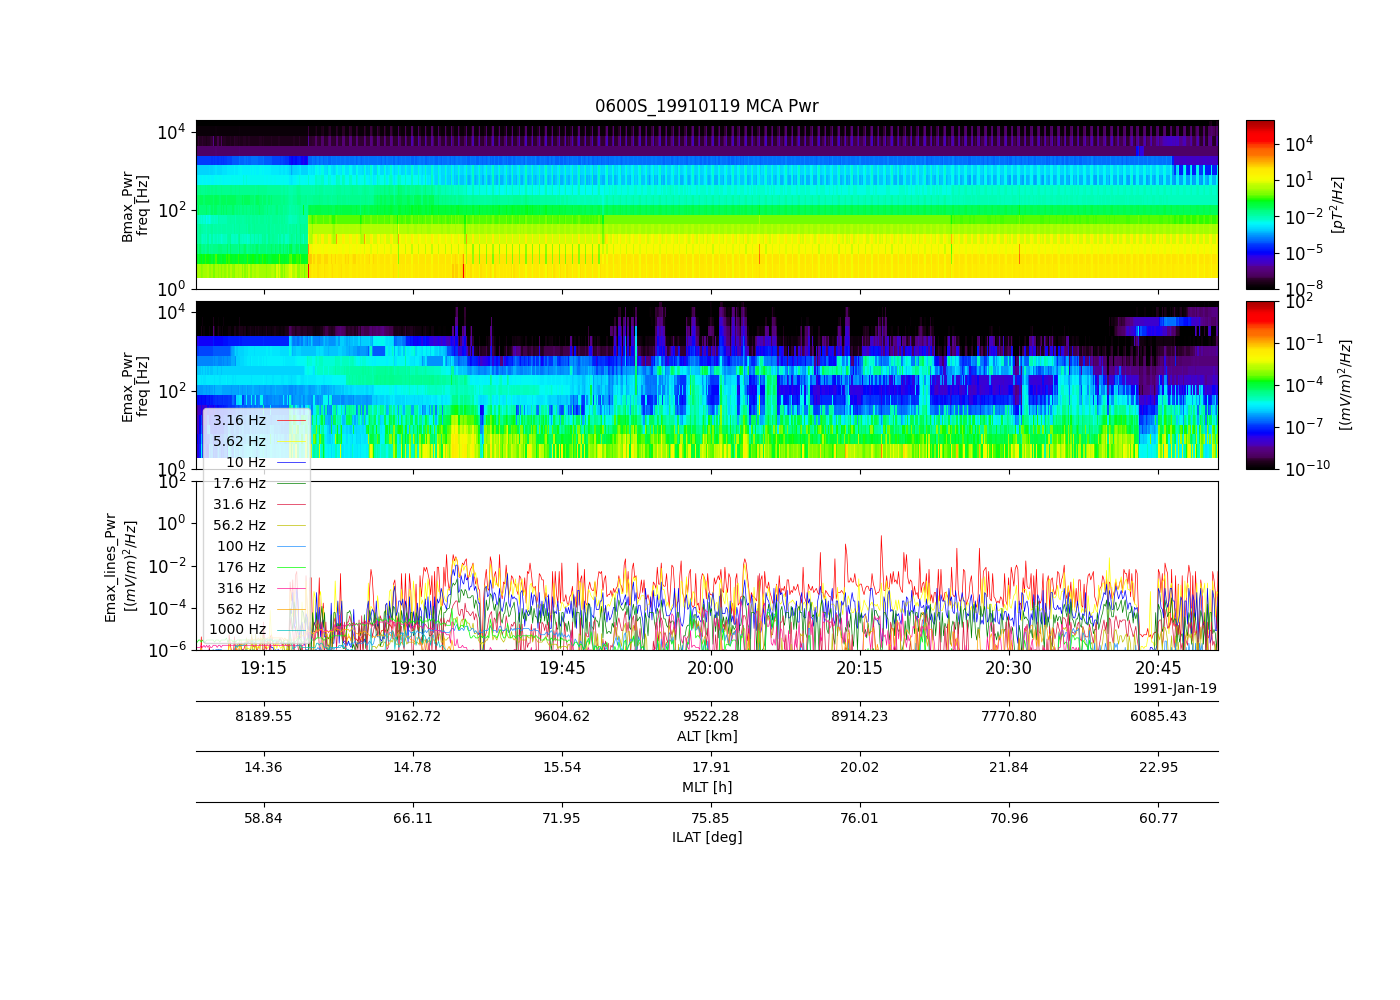 0600S_19910119 MCA Pwr
10^4
10^2
10^0
Bmax_Pwr
freq [Hz]
10^4
10^1
10^-2
10^-5
10^-8
[pT^2/Hz]
10^4
10^2
10^0
Emax_Pwr
freq [Hz]
10^2
10^-1
10^-4
10^-7
10^-10
[(mV/m)^2/Hz]
3.16 Hz
5.62 Hz
10 Hz
17.6 Hz
31.6 Hz
56.2 Hz
100 Hz
176 Hz
316 Hz
562 Hz
1000 Hz
10^2
10^0
10^-2
10^-4
10^-6
Emax_lines_Pwr
[(mV/m)^2/Hz]
19:15 19:30 19:45 20:00 20:15 20:30 20:45
1991-Jan-19
8189.55 9162.72 9604.62 9522.28 8914.23 7770.80 6085.43
ALT [km]
14.36 14.78 15.54 17.91 20.02 21.84 22.95
MLT [h]
58.84 66.11 71.95 75.85 76.01 70.96 60.77
ILAT [deg]